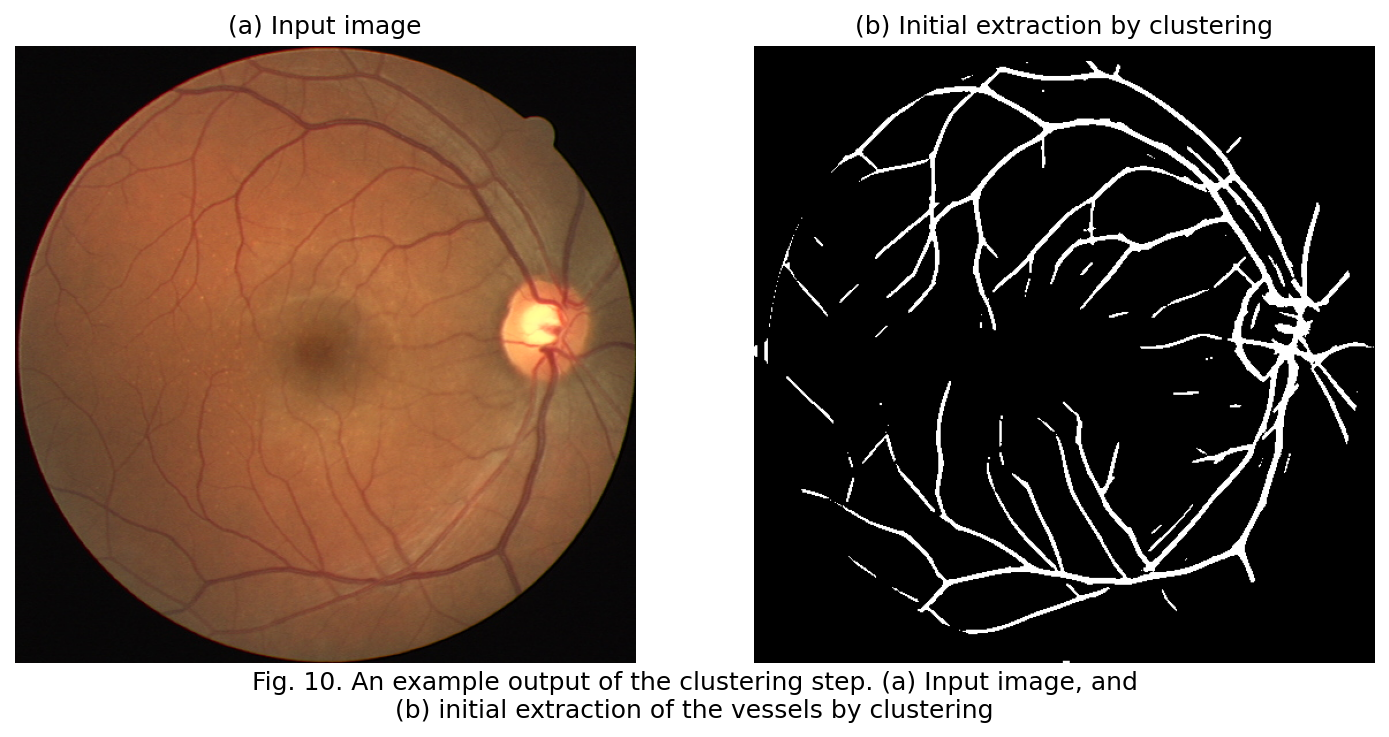 (a) Input image
(b) Initial extraction by clustering
Fig. 10. An example output of the clustering step. (a) Input image, and
(b) initial extraction of the vessels by clustering